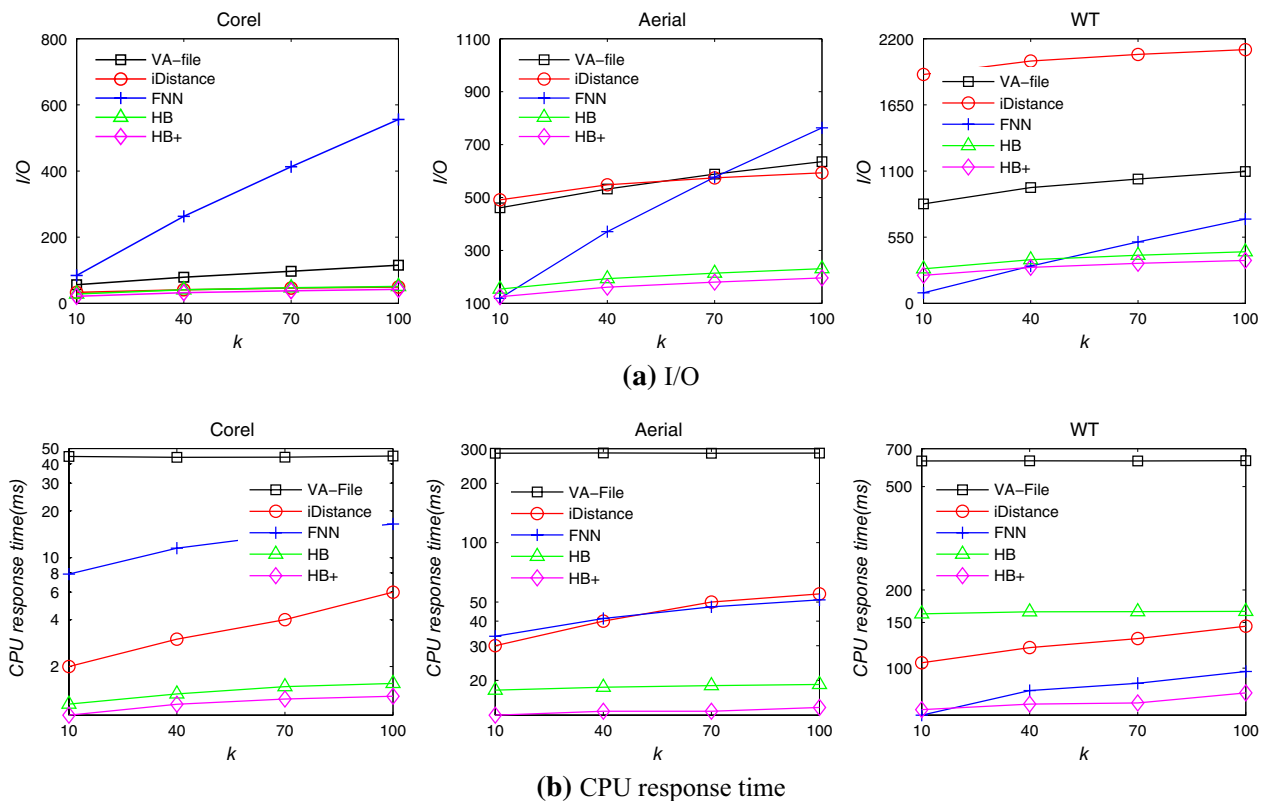 Corel
800
600
400
200
0
I/O
10 40 70 100
k
VA-file
iDistance
FNN
HB
HB+
Aerial
1100
900
700
500
300
100
I/O
10 40 70 100
k
VA-file
iDistance
FNN
HB
HB+
WT
2200
1650
1100
550
0
I/O
10 40 70 100
k
VA-file
iDistance
FNN
HB
HB+
(a) I/O
Corel
50
40
30
20
10
8
6
4
2
CPU response time(ms)
10 40 70 100
k
VA-File
iDistance
FNN
HB
HB+
Aerial
300
200
100
50
30
20
CPU response time(ms)
10 40 70 100
k
VA-File
iDistance
FNN
HB
HB+
WT
700
500
200
150
100
CPU response time(ms)
10 40 70 100
k
VA-File
iDistance
FNN
HB
HB+
(b) CPU response time